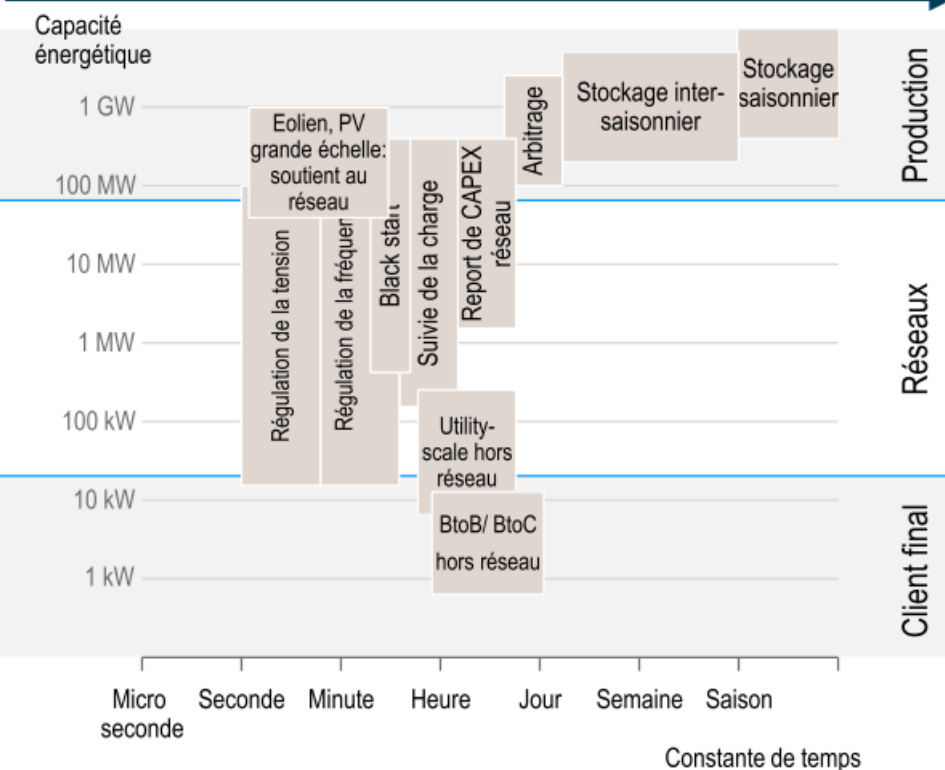 Capacité
énergétique
1 GW
100 MW
10 MW
1 MW
100 kW
10 kW
1 kW
Eolien, PV
grande échelle:
soutient au
réseau
Régulation de la tension
Régulation de la fréquen
Black start
Suivie de la charge
Report de CAPEX
réseau
Arbitrage
Stockage inter-
saisonnier
Stockage
saisonnier
Utility-
scale hors
réseau
BtoB/ BtoC
hors réseau
Production
Réseaux
Client final
Micro
seconde
Seconde
Minute
Heure
Jour
Semaine
Saison
Constante de temps